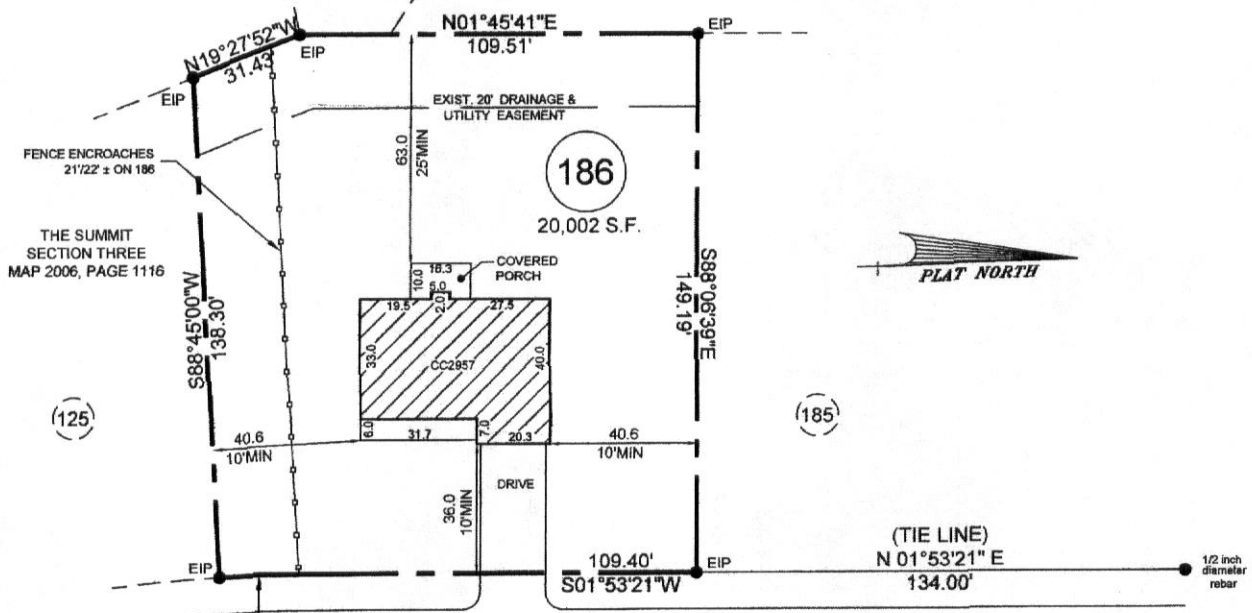 N19°27'52"W
31.43'
EIP
EIP
N01°45'41"E
109.51'
EIP
EXIST. 20' DRAINAGE &
UTILITY EASEMENT
FENCE ENCROACHES
21'/22' ± ON 186
63.0
25'MIN
186
20,002 S.F.
THE SUMMIT
SECTION THREE
MAP 2006, PAGE 1116
S88°45'00"W
138.30'
16.3
10.0
COVERED
PORCH
5.0
2.0
19.5
27.5
33.0
CC2957
40.0
S88°06'39"E
149.19'
PLAT NORTH
125
185
40.6
10'MIN
6.0
31.7
7.0
20.3
40.6
10'MIN
36.0
10'MIN
DRIVE
EIP
109.40'
S01°53'21"W
EIP
(TIE LINE)
N 01°53'21" E
134.00'
1/2 inch
diameter
rebar